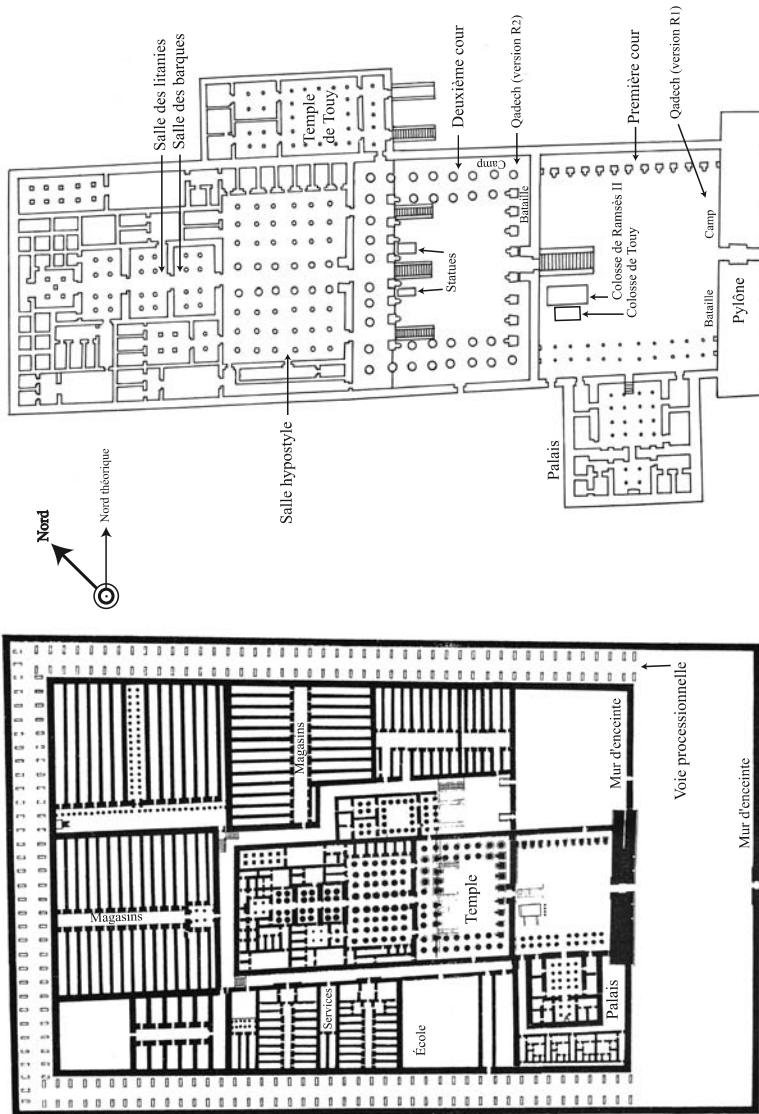 Salle des litanies
Salle des barques
Temple
de Touy
Deuxième cour
Qadech (version R2)
Première cour
Qadech (version R1)
Camp
Bataille
Statues
Colosse de Ramsès II
Colosse de Touy
Camp
Bataille
Pylône
Salle hypostyle
Palais
Nord
Nord théorique
Magasins
Magasins
Mur d'enceinte
Voie processionnelle
Mur d'enceinte
Temple
Services
École
Palais